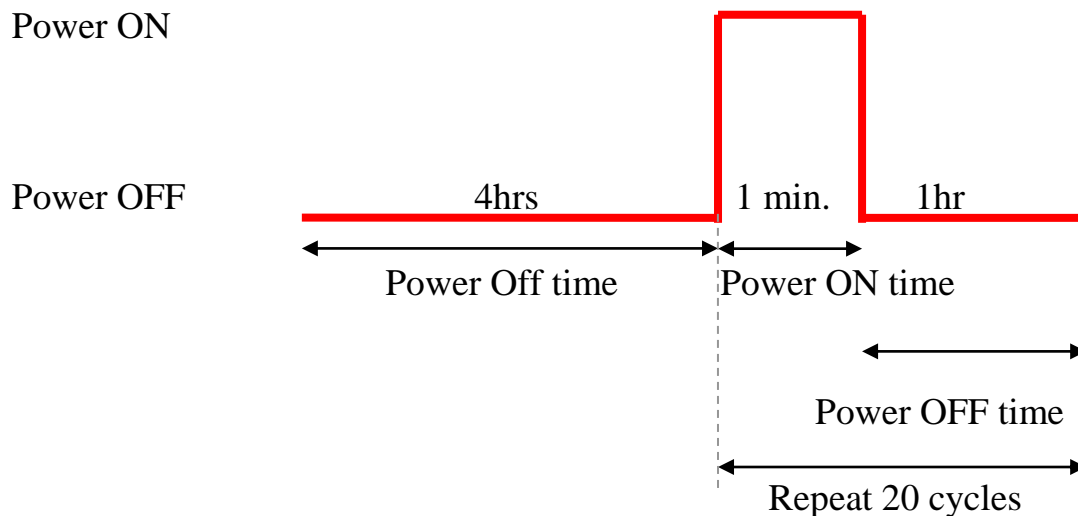 Power ON
Power OFF
4hrs
1 min.
1hr
Power Off time
Power ON time
Power OFF time
Repeat 20 cycles